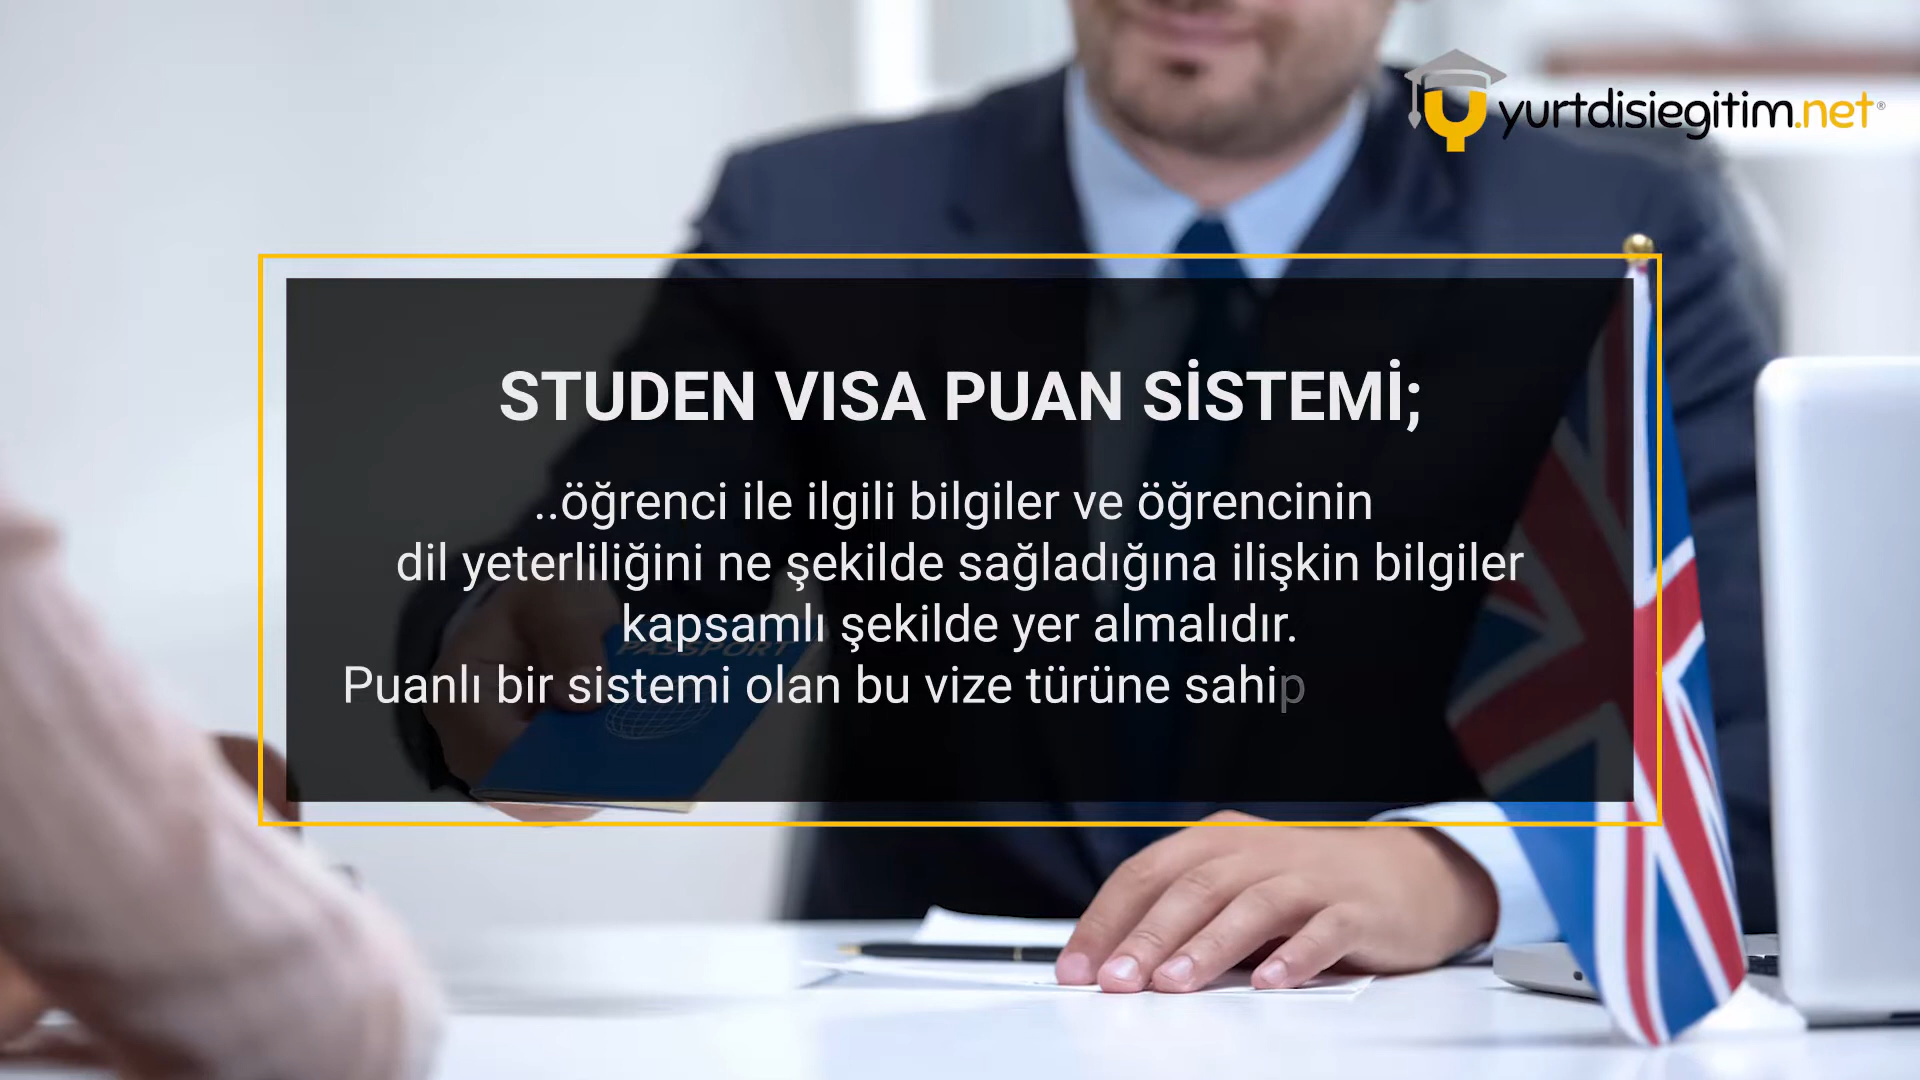 yurtdisiegitim.net®
STUDEN VISA PUAN SİSTEMİ;
..öğrenci ile ilgili bilgiler ve öğrencinin
dil yeterliliğini ne şekilde sağladığına ilişkin bilgiler
kapsamlı şekilde yer almalıdır.
Puanlı bir sistemi olan bu vize türüne sahip
PASSPORT